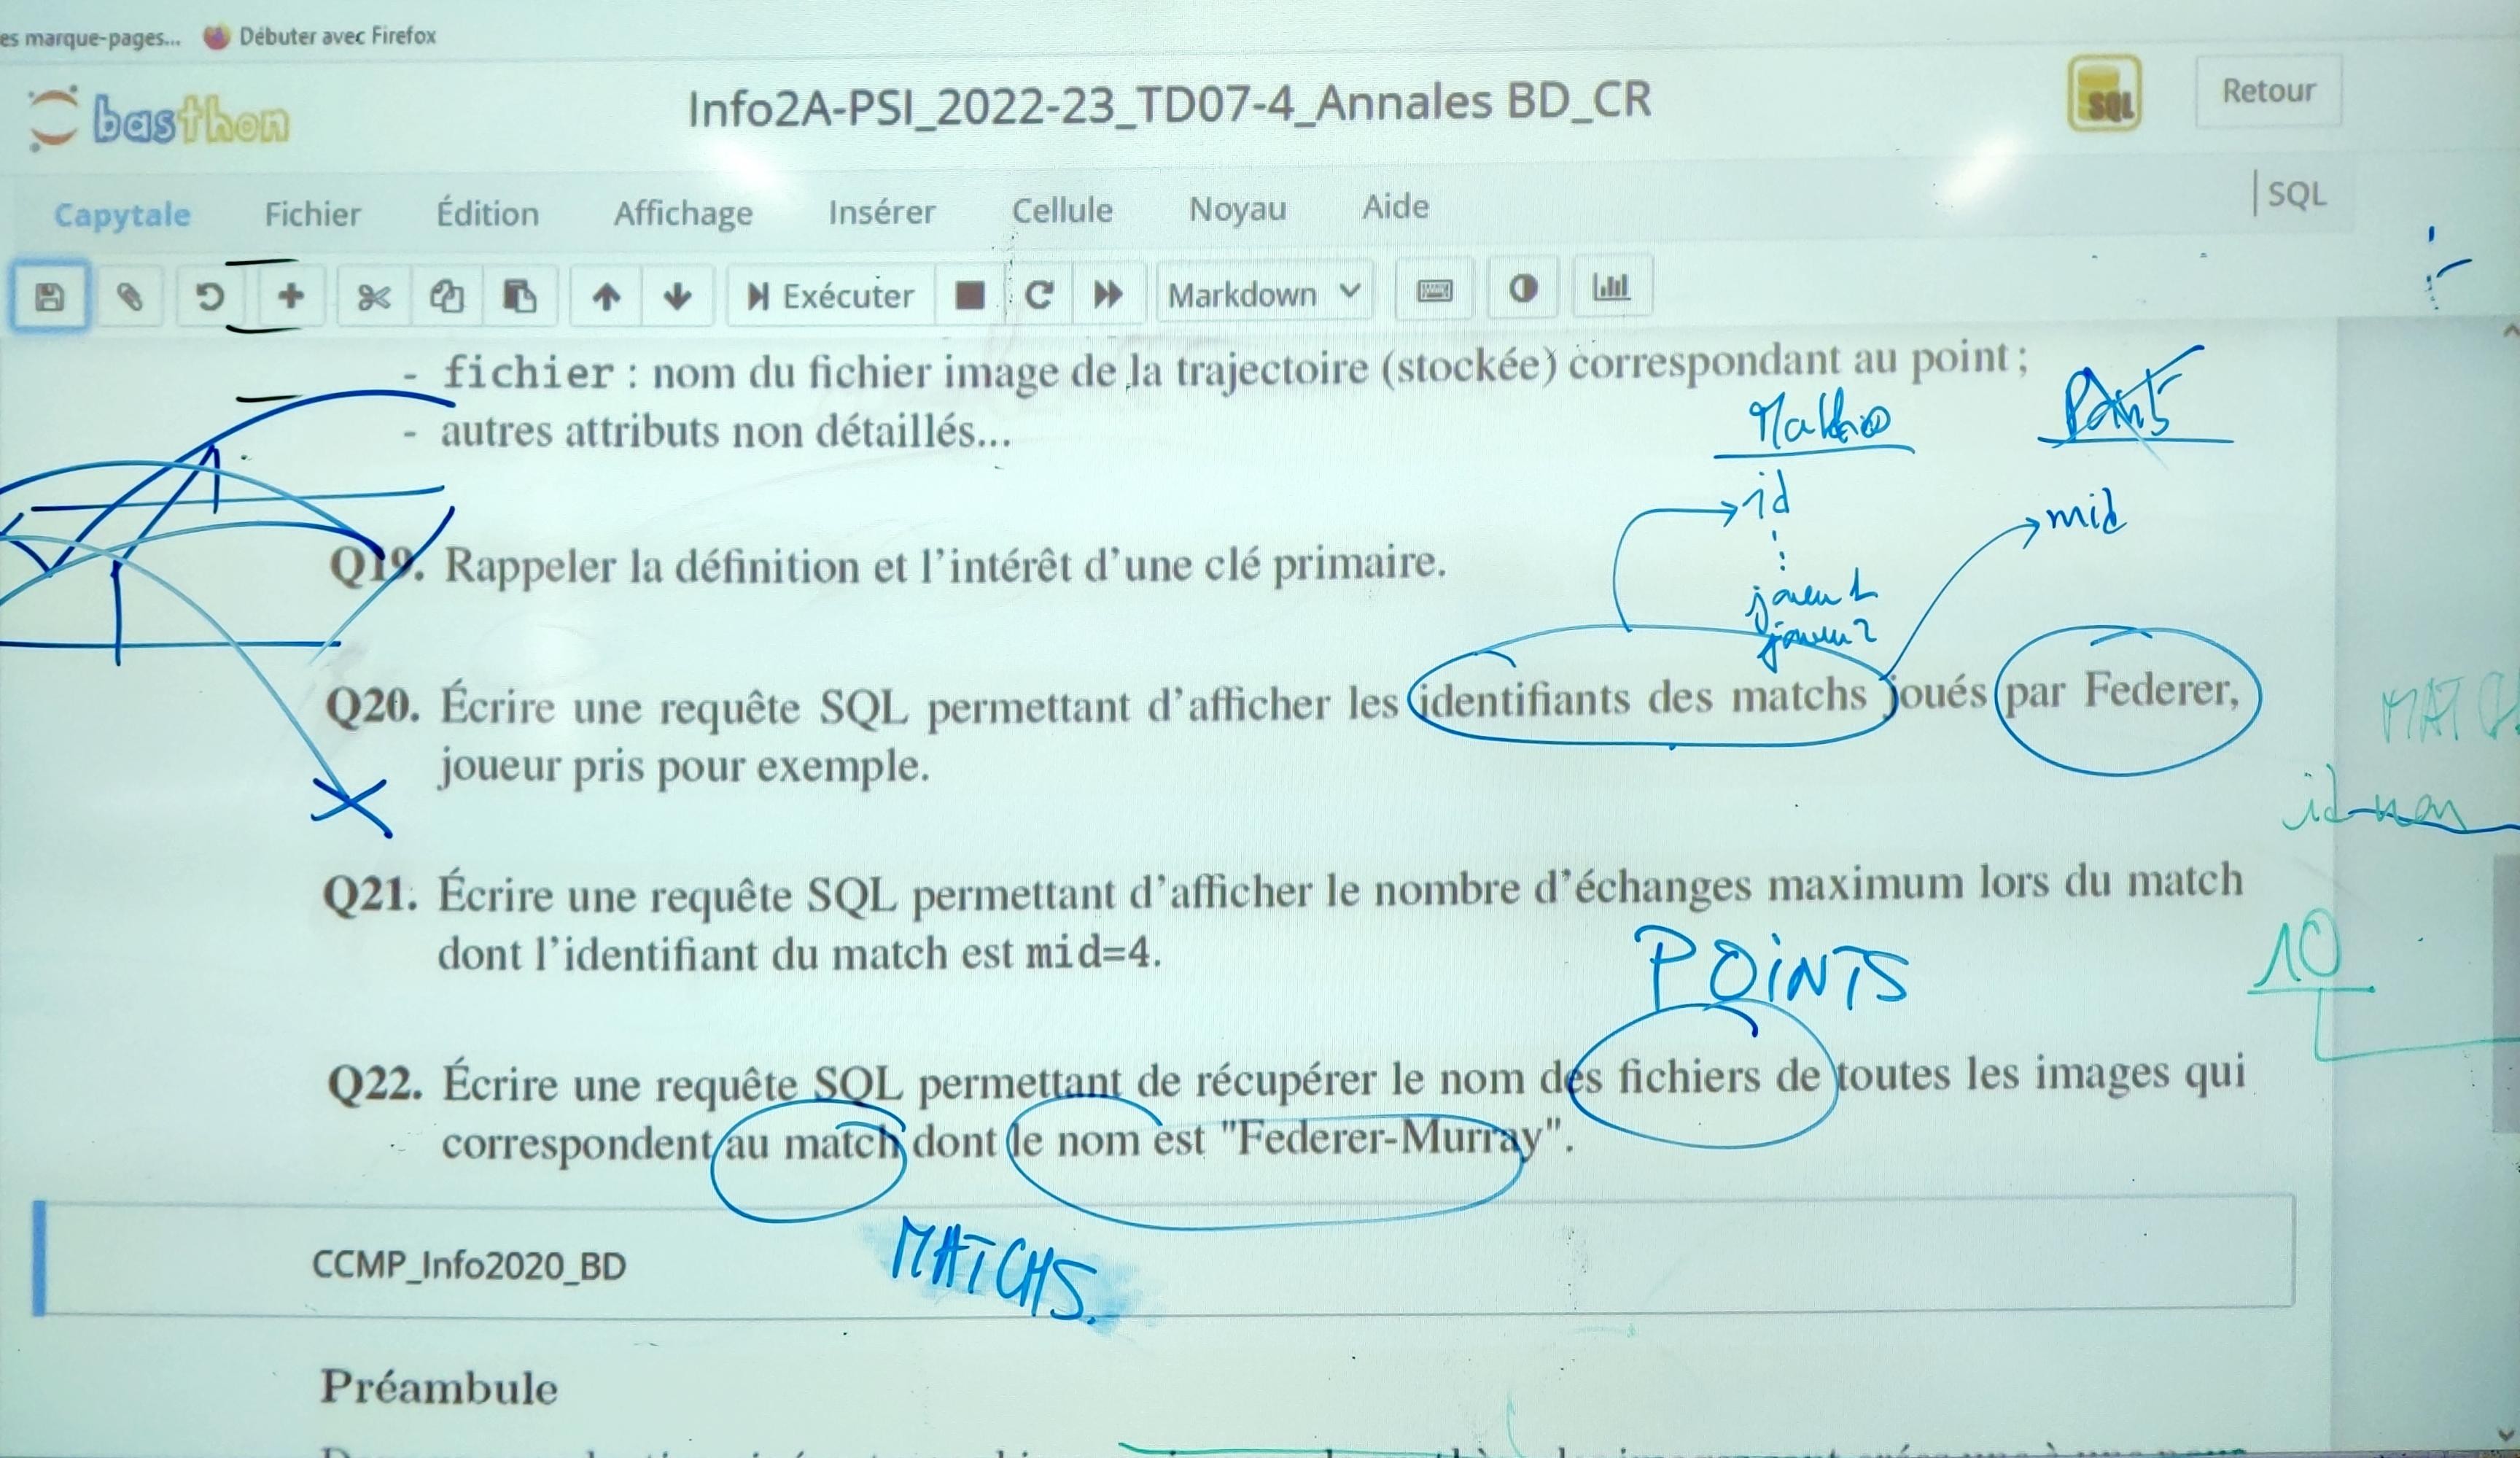 es marque-pages... Débuter avec Firefox
basthon
Info2A-PSI_2022-23_TD07-4_Annales BD_CR
SQL
Retour
Capytale Fichier Édition Affichage Insérer Cellule Noyau Aide
SQL
Exécuter Markdown
- fichier : nom du fichier image de la trajectoire (stockée) correspondant au point ;
- autres attributs non détaillés...
id
mid
joueur 1
joueur 2
Q19. Rappeler la définition et l'intérêt d'une clé primaire.
Q20. Écrire une requête SQL permettant d'afficher les identifiants des matchs joués par Federer,
joueur pris pour exemple.
MATC
id nom
Q21. Écrire une requête SQL permettant d'afficher le nombre d'échanges maximum lors du match
dont l'identifiant du match est mid=4.
POINTS
10
Q22. Écrire une requête SQL permettant de récupérer le nom des fichiers de toutes les images qui
correspondent au match dont le nom est "Federer-Murray".
CCMP_Info2020_BD
MATCHS.
Préambule